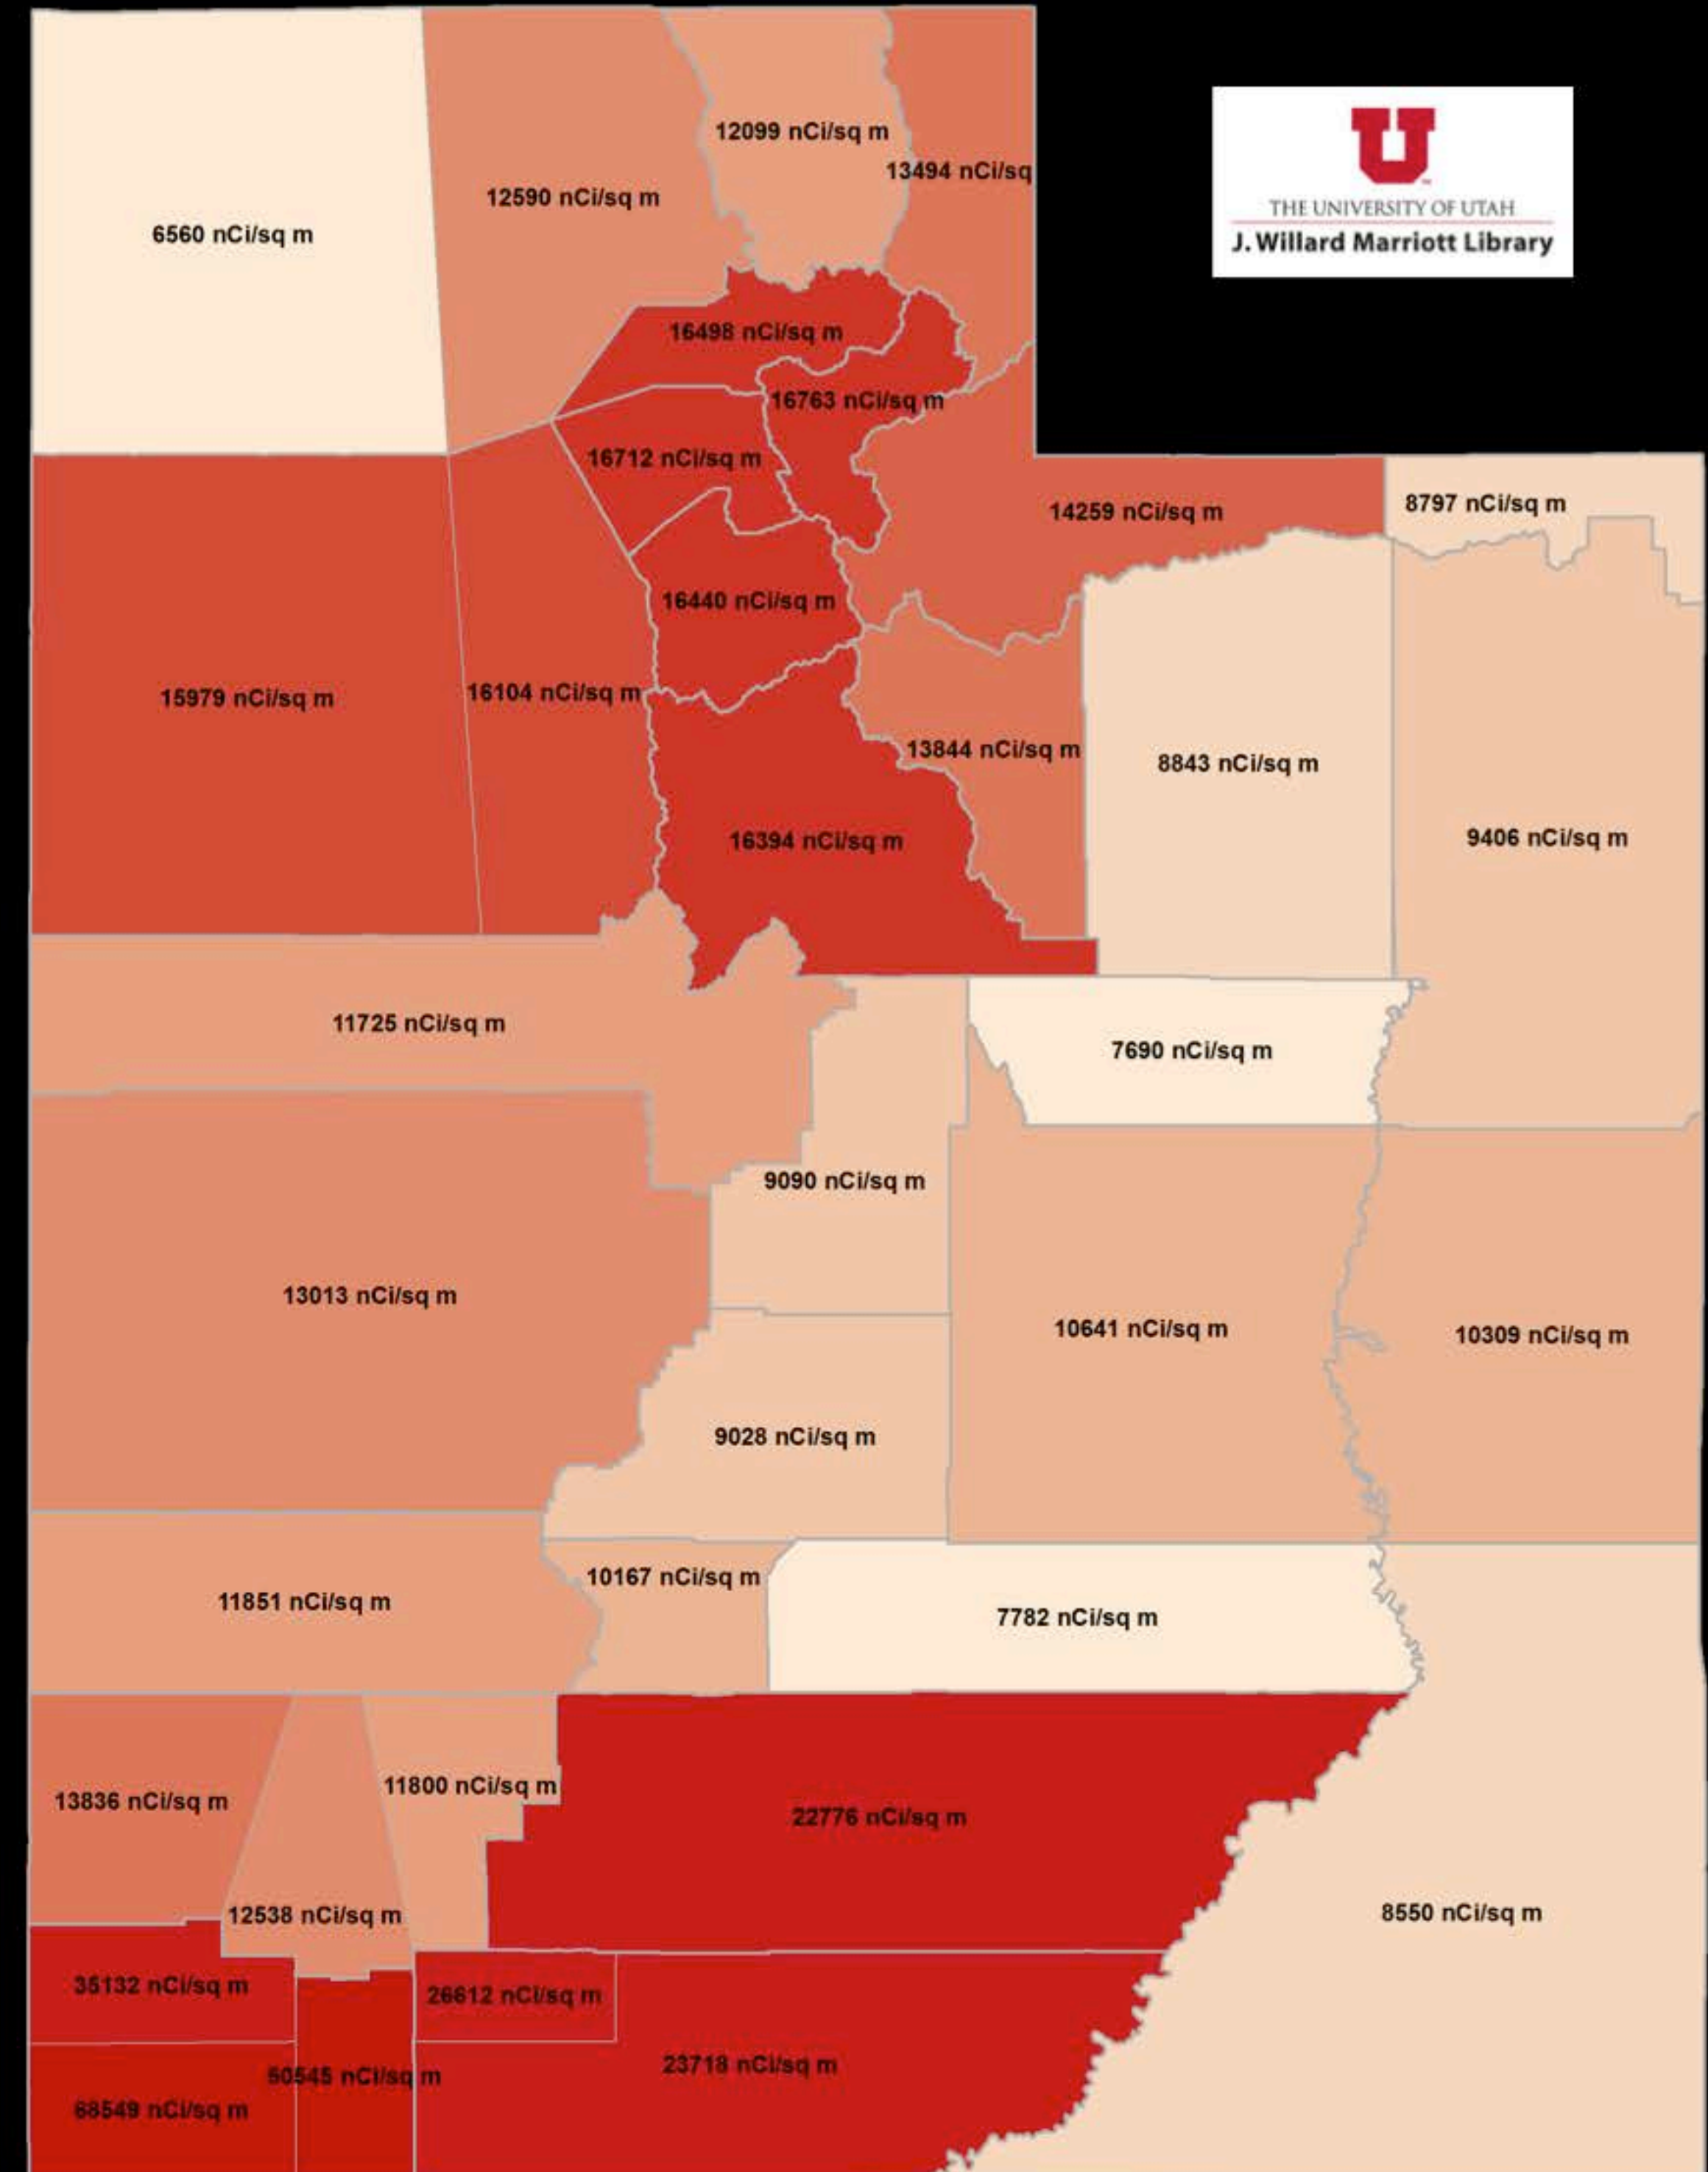 12099 nCi/sq m
13494 nCi/sq
12590 nCi/sq m
6560 nCi/sq m
U
THE UNIVERSITY OF UTAH
J. Willard Marriott Library
16498 nCi/sq m
16763 nCi/sq m
16712 nCi/sq m
14259 nCi/sq m
8797 nCi/sq m
16440 nCi/sq m
15979 nCi/sq m
16104 nCi/sq m
13844 nCi/sq m
8843 nCi/sq m
9406 nCi/sq m
16394 nCi/sq m
11725 nCi/sq m
7690 nCi/sq m
9090 nCi/sq m
13013 nCi/sq m
10641 nCi/sq m
10309 nCi/sq m
9028 nCi/sq m
10167 nCi/sq m
11851 nCi/sq m
7782 nCi/sq m
11800 nCi/sq m
13836 nCi/sq m
22776 nCi/sq m
12538 nCi/sq m
8550 nCi/sq m
35132 nCi/sq m
26612 nCi/sq m
23718 nCi/sq m
50545 nCi/sq m
68549 nCi/sq m